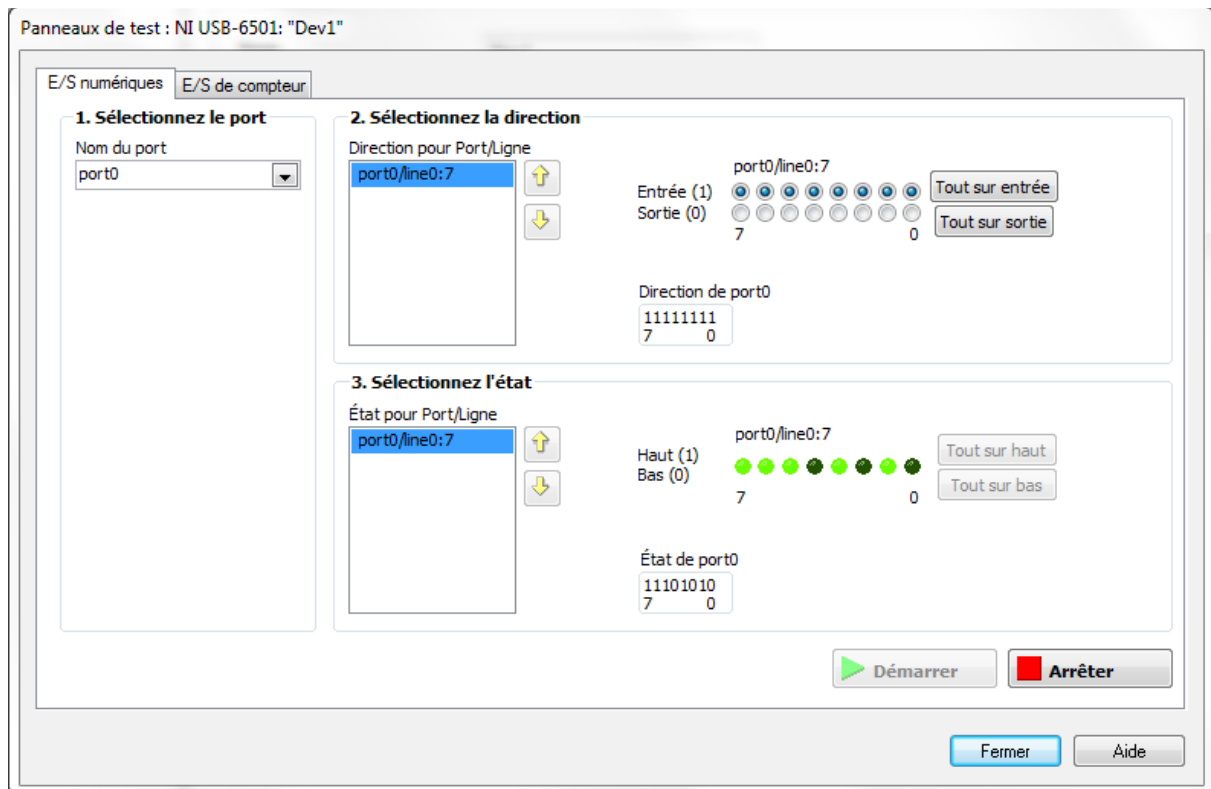 Panneaux de test : NI USB-6501: "Dev1"
E/S numériques
E/S de compteur
1. Sélectionnez le port
Nom du port
port0
2. Sélectionnez la direction
Direction pour Port/Ligne
port0/line0:7
port0/line0:7
Entrée (1)
Sortie (0)
7 0
Tout sur entrée
Tout sur sortie
Direction de port0
11111111
7 0
3. Sélectionnez l'état
État pour Port/Ligne
port0/line0:7
port0/line0:7
Haut (1)
Bas (0)
7 0
Tout sur haut
Tout sur bas
État de port0
11101010
7 0
Démarrer
Arrêter
Fermer
Aide